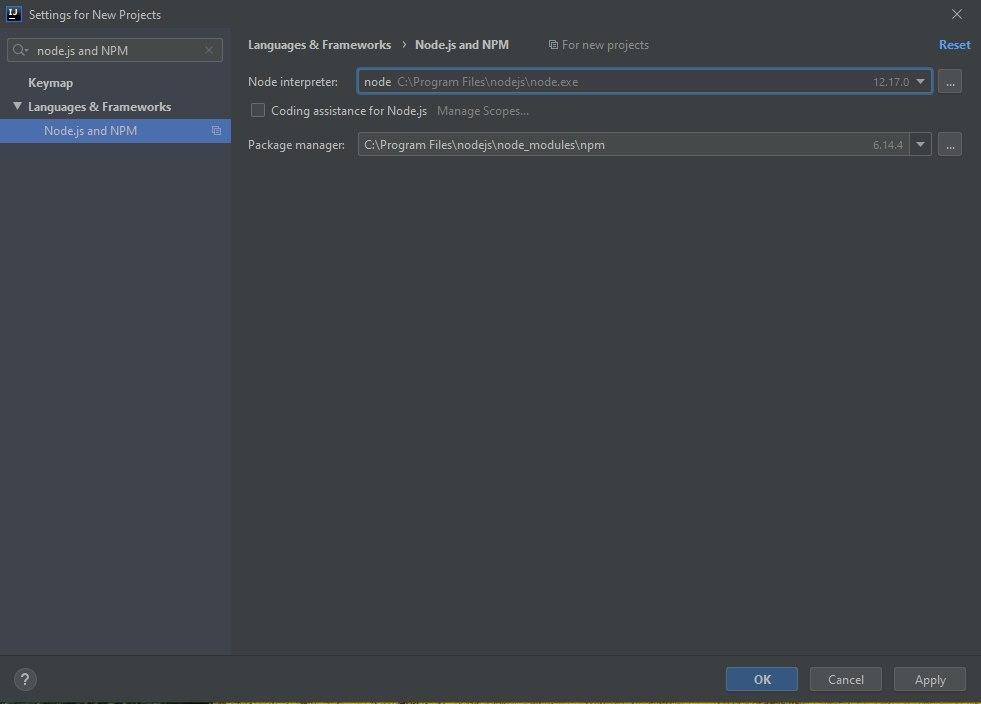 IJ Settings for New Projects
node.js and NPM
Keymap
Languages & Frameworks
Node.js and NPM
Languages & Frameworks › Node.js and NPM For new projects Reset
Node interpreter: node C:\Program Files\nodejs\node.exe 12.17.0 ...
Coding assistance for Node.js Manage Scopes...
Package manager: C:\Program Files\nodejs\node_modules\npm 6.14.4 ...
? OK Cancel Apply